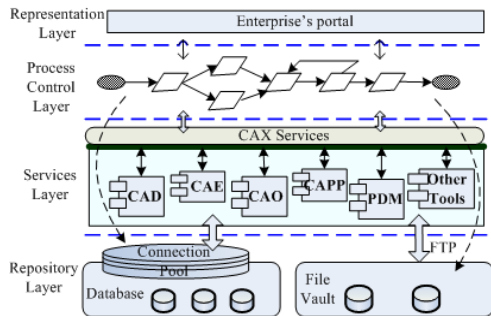 Representation
Layer
Enterprise's portal
Process
Control
Layer
CAX Services
Services
Layer
CAD
CAE
CAO
CAPP
PDM
Other
Tools
Connection
Pool
FTP
Repository
Layer
Database
File
Vault